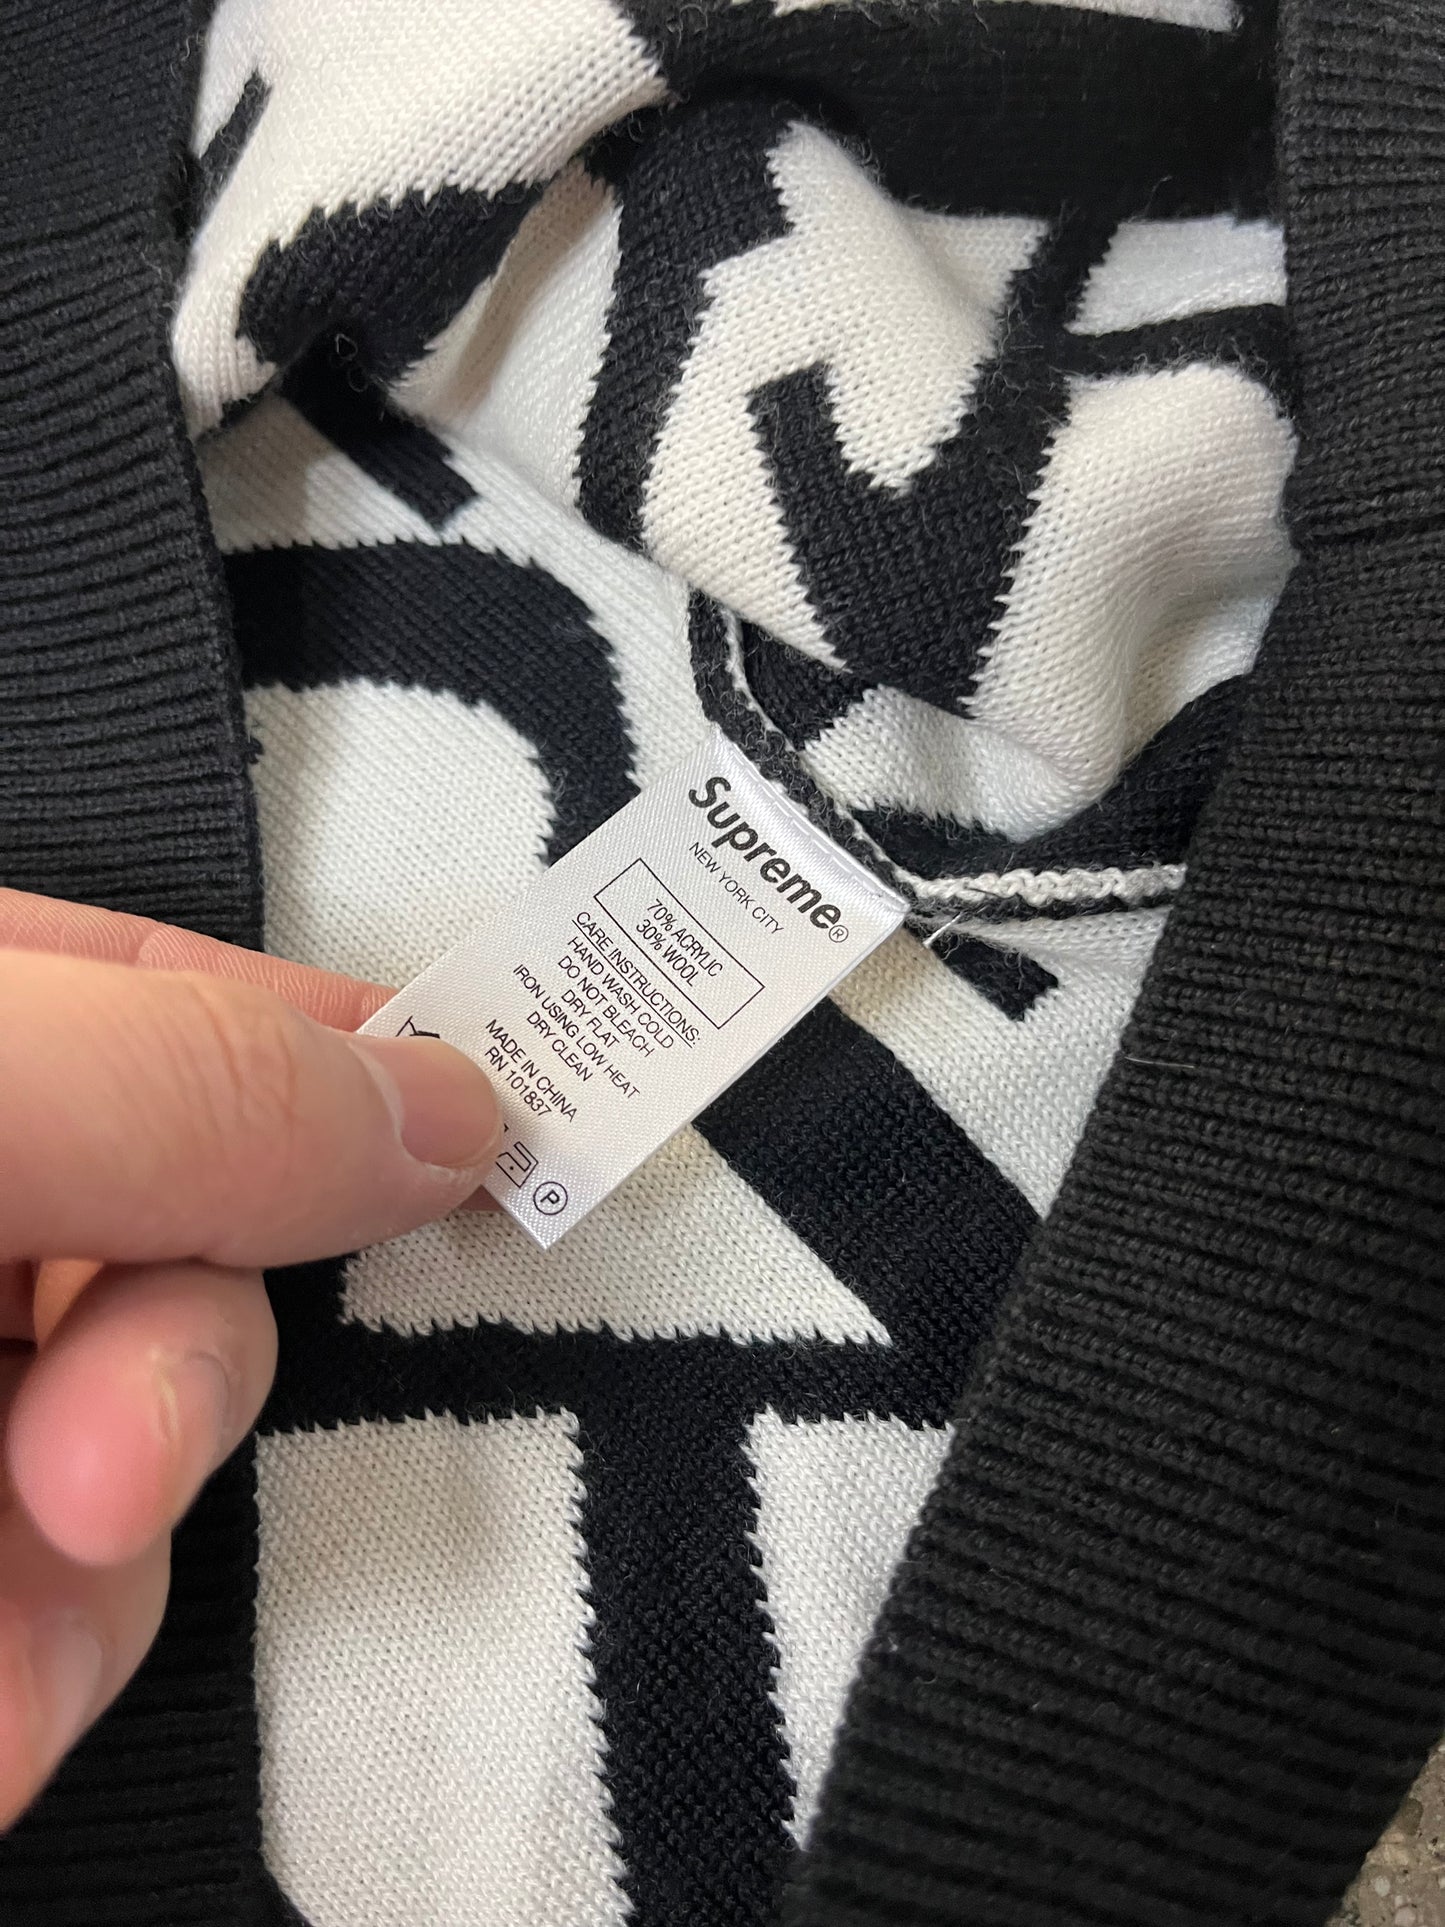 Supreme®
NEW YORK CITY
70% ACRYLIC
30% WOOL
CARE INSTRUCTIONS:
HAND WASH COLD
DO NOT BLEACH
DRY FLAT
IRON USING LOW HEAT
DRY CLEAN
MADE IN CHINA
RN 101837
P